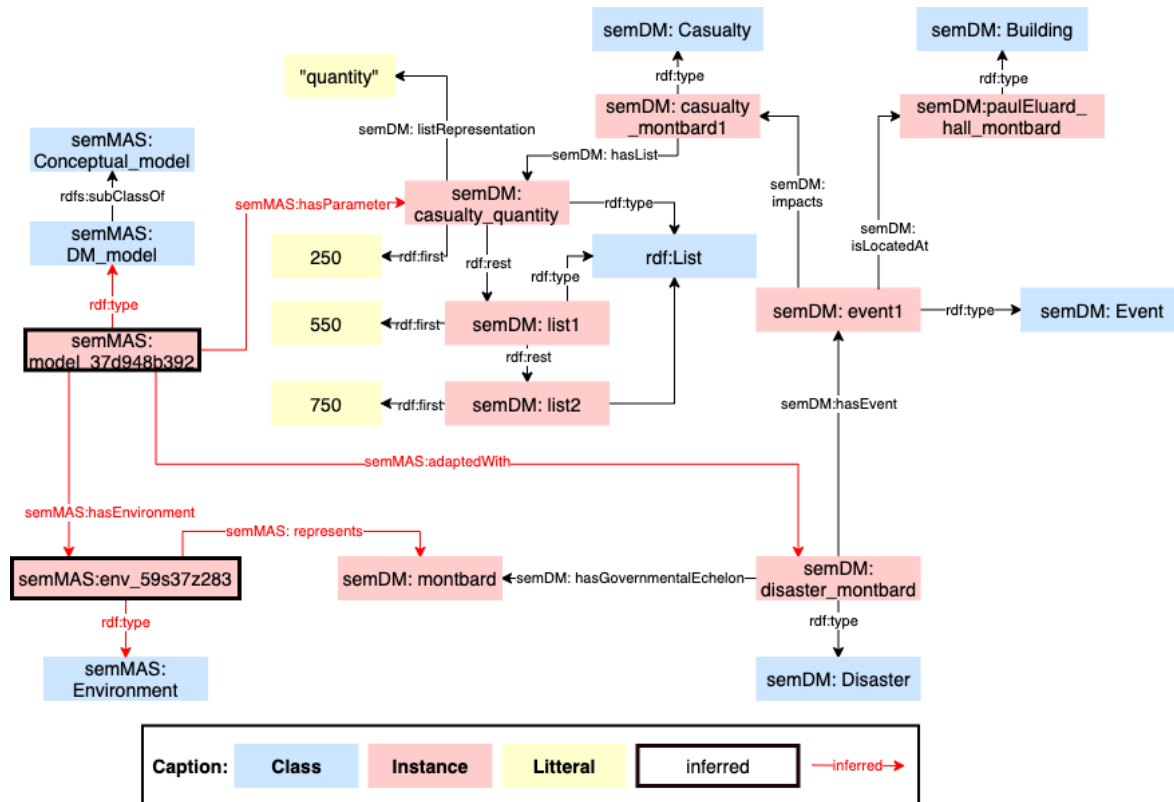 semDM: Casualty
semDM: Building
"quantity"
rdf:type
rdf:type
semDM: casualty
_montbard1
semDM:paulEluard_
hall_montbard
semDM: listRepresentation
semMAS:
Conceptual_model
semDM: hasList
rdfs:subClassOf
semDM:
casualty_quantity
semDM:
impacts
semMAS:hasParameter
rdf:type
semMAS:
DM_model
semDM:
isLocatedAt
250
rdf:first
rdf:rest
rdf:List
rdf:type
rdf:type
semDM: event1
rdf:type
semDM: Event
550
rdf:first
semDM: list1
semMAS:
model_37d948b392
rdf:rest
750
rdf:first
semDM: list2
semDM:hasEvent
semMAS:adaptedWith
semMAS:hasEnvironment
semMAS: represents
semMAS:env_59s37z283
semDM: montbard
semDM: hasGovernmentalEchelon
semDM:
disaster_montbard
rdf:type
rdf:type
semMAS:
Environment
semDM: Disaster
Caption:
Class
Instance
Litteral
inferred
inferred